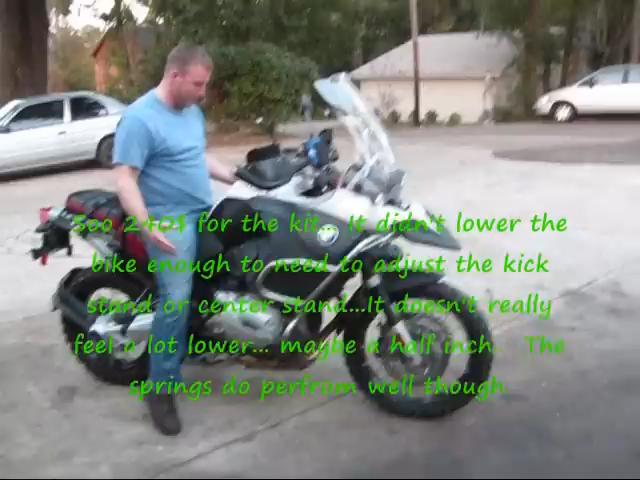 Soo 240$ for the kit... It didn't lower the
bike enough to need to adjust the kick
stand or center stand...It doesn't really
feel a lot lower... maybe a half inch.  The
springs do perfrom well though